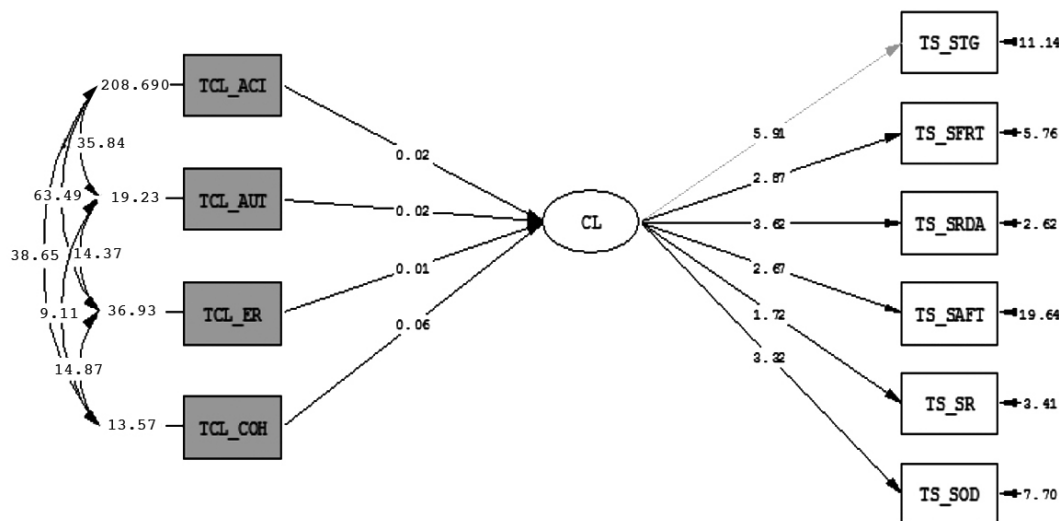 208.690
TCL_ACI
35.84
19.23
TCL_AUT
63.49
38.65
14.37
36.93
TCL_ER
9.11
14.87
13.57
TCL_COH
0.02
0.02
0.01
0.06
CL
5.91
2.87
3.62
2.67
1.72
3.32
TS_STG
11.14
TS_SFRT
5.76
TS_SRDA
2.62
TS_SAFT
19.64
TS_SR
3.41
TS_SOD
7.70